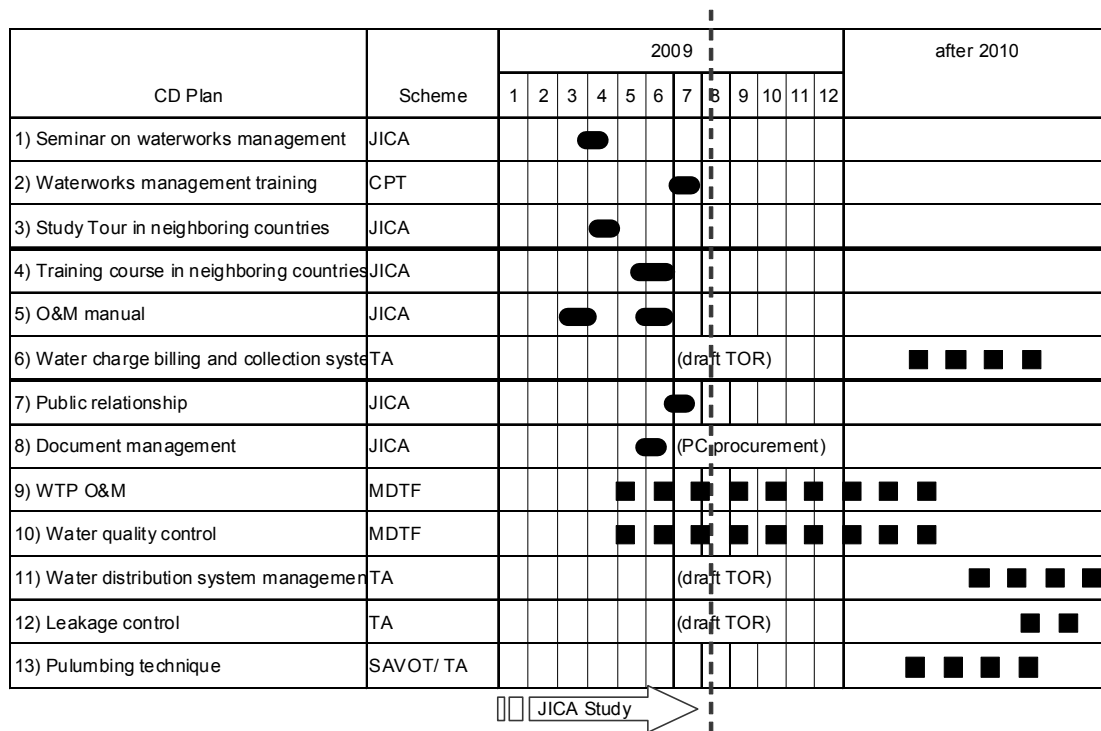 2009 after 2010
CD Plan Scheme 1 2 3 4 5 6 7 8 9 10 11 12
1) Seminar on waterworks management JICA
2) Waterworks management training CPT
3) Study Tour in neighboring countries JICA
4) Training course in neighboring countries JICA
5) O&M manual JICA
6) Water charge billing and collection syste TA (draft TOR)
7) Public relationship JICA
8) Document management JICA (PC procurement)
9) WTP O&M MDTF
10) Water quality control MDTF
11) Water distribution system managemen TA (draft TOR)
12) Leakage control TA (draft TOR)
13) Pulumbing technique SAVOT/ TA
JICA Study